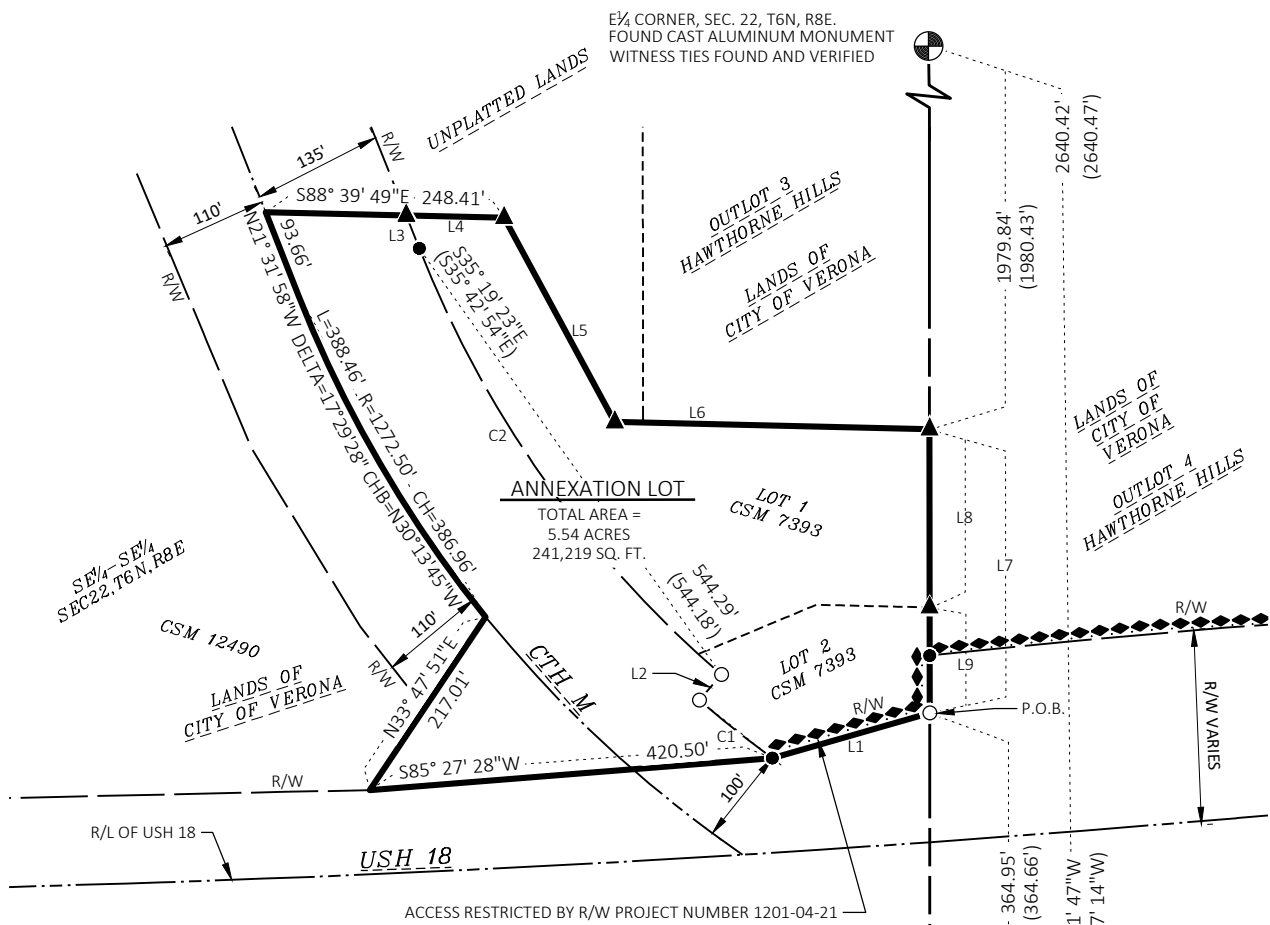 E¼ CORNER, SEC. 22, T6N, R8E.
FOUND CAST ALUMINUM MONUMENT
WITNESS TIES FOUND AND VERIFIED
UNPLATTED LANDS
R/W
135'
110'
R/W
S88° 39' 49"E 248.41'
L3
L4
93.66'
N21° 31' 58"W
L=388.46' R=1272.50' CH=386.96'
DELTA=17°29'28" CHB=N30°13'45"W
S35° 19' 23"E
(S35° 42' 54"E)
L5
C2
OUTLOT 3
HAWTHORNE HILLS
LANDS OF
CITY OF VERONA
1979.84'
(1980.43')
2640.42'
(2640.47')
L6
LANDS OF
CITY OF
VERONA
OUTLOT 4
HAWTHORNE HILLS
ANNEXATION LOT
TOTAL AREA =
5.54 ACRES
241,219 SQ. FT.
LOT 1
CSM 7393
L8
L7
544.29'
(544.18')
SE¼-SE¼
SEC22, T6N, R8E
CSM 12490
LANDS OF
CITY OF VERONA
110'
R/W
N33° 47' 51"E
217.01'
CTH M
L2
LOT 2
CSM 7393
R/W
L9
R/W
R/W VARIES
P.O.B.
C1
L1
S85° 27' 28"W 420.50'
100'
R/W
R/L OF USH 18
USH 18
364.95'
(364.66')
1' 47"W
7' 14"W)
ACCESS RESTRICTED BY R/W PROJECT NUMBER 1201-04-21